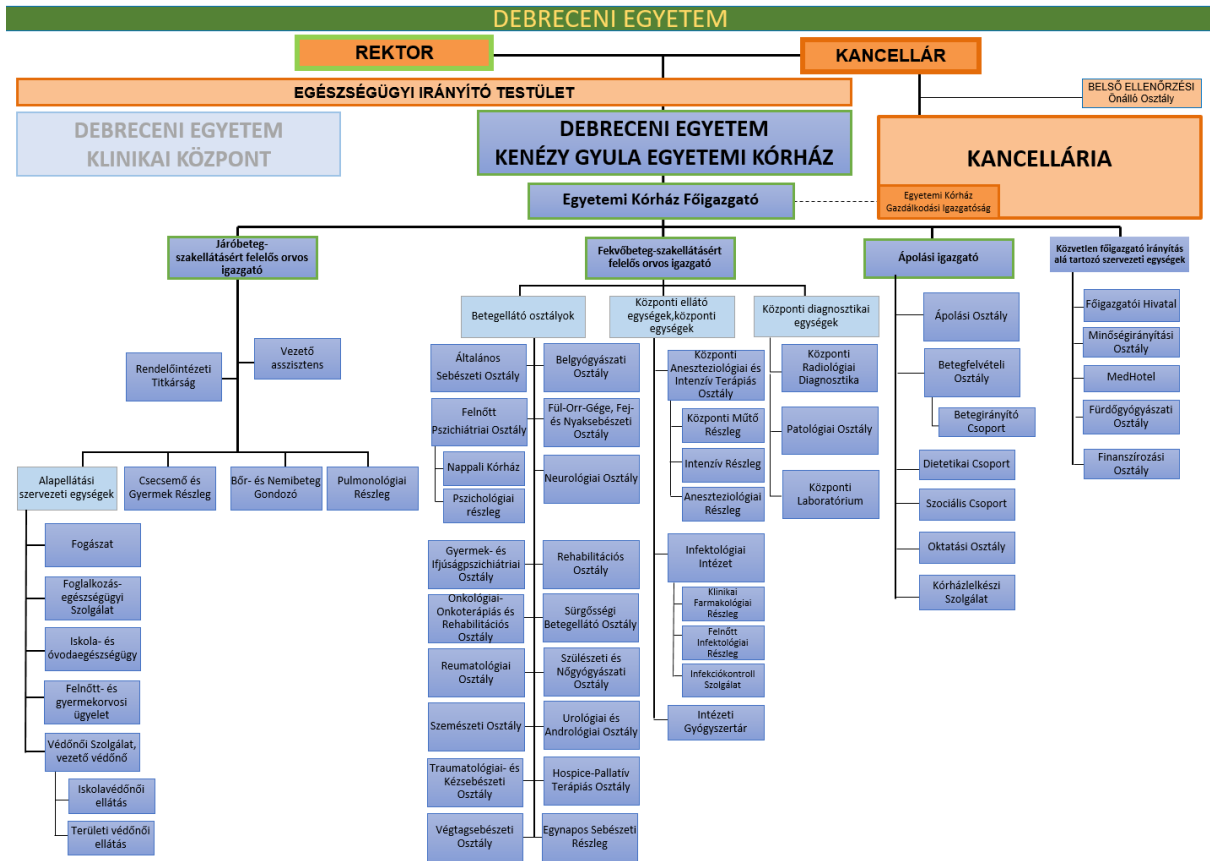 DEBRECENI EGYETEM
REKTOR
KANCELLÁR
EGÉSZSÉGÜGYI IRÁNYÍTÓ TESTÜLET
BELSŐ ELLENŐRZÉSI
Önálló Osztály
DEBRECENI EGYETEM
KLINIKAI KÖZPONT
DEBRECENI EGYETEM
KENÉZY GYULA EGYETEMI KÓRHÁZ
KANCELLÁRIA
Egyetemi Kórház Főigazgató
Egyetemi Kórház
Gazdálkodási Igazgatóság
Járóbeteg-
szakellátásért felelős orvos
igazgató
Fekvőbeteg-szakellátásért
felelős orvos igazgató
Ápolási igazgató
Közvetlen főigazgató irányítás
alá tartozó szervezeti egységek
Rendelőintézeti
Titkárság
Vezető
asszisztens
Alapellátási
szervezeti egységek
Csecsemő és
Gyermek Részleg
Bőr- és Nemibeteg
Gondozó
Pulmonológiai
Részleg
Fogászat
Foglalkozás-
egészségügyi
Szolgálat
Iskola- és
óvodaegészségügy
Felnőtt- és
gyermekorvosi
ügyelet
Védőnői Szolgálat,
vezető védőnő
Iskolavédőnői
ellátás
Területi védőnői
ellátás
Betegellátó osztályok
Általános
Sebészeti Osztály
Belgyógyászati
Osztály
Felnőtt
Pszichiátriai Osztály
Fül-Orr-Gége, Fej-
és Nyaksebészeti
Osztály
Nappali Kórház
Pszichológiai
részleg
Neurológiai Osztály
Gyermek- és
Ifjúságpszichiátriai
Osztály
Rehabilitációs
Osztály
Onkológiai-
Onkoterápiás és
Rehabilitációs
Osztály
Sürgősségi
Betegellátó Osztály
Reumatológiai
Osztály
Szülészeti és
Nőgyógyászati
Osztály
Szemészeti Osztály
Urológiai és
Andrológiai Osztály
Traumatológiai- és
Kézsebészeti
Osztály
Hospice-Pallatív
Terápiás Osztály
Végtagsebészeti
Osztály
Egynapos Sebészeti
Részleg
Központi ellátó
egységek,központi
egységek
Központi
Aneszteziológiai és
Intenzív Terápiás
Osztály
Központi Műtő
Részleg
Intenzív Részleg
Aneszteziológiai
Részleg
Infektológiai
Intézet
Klinikai
Farmakológiai
Részleg
Felnőtt
Infektológiai
Részleg
Infekciókontroll
Szolgálat
Intézeti
Gyógyszertár
Központi diagnosztikai
egységek
Központi
Radiológiai
Diagnosztika
Patológiai Osztály
Központi
Laboratórium
Ápolási Osztály
Betegfelvételi
Osztály
Betegirányító
Csoport
Dietetikai Csoport
Szociális Csoport
Oktatási Osztály
Kórházlelkészi
Szolgálat
Főigazgatói Hivatal
Minőségirányítási
Osztály
MedHotel
Fürdőgyógyászati
Osztály
Finanszírozási
Osztály